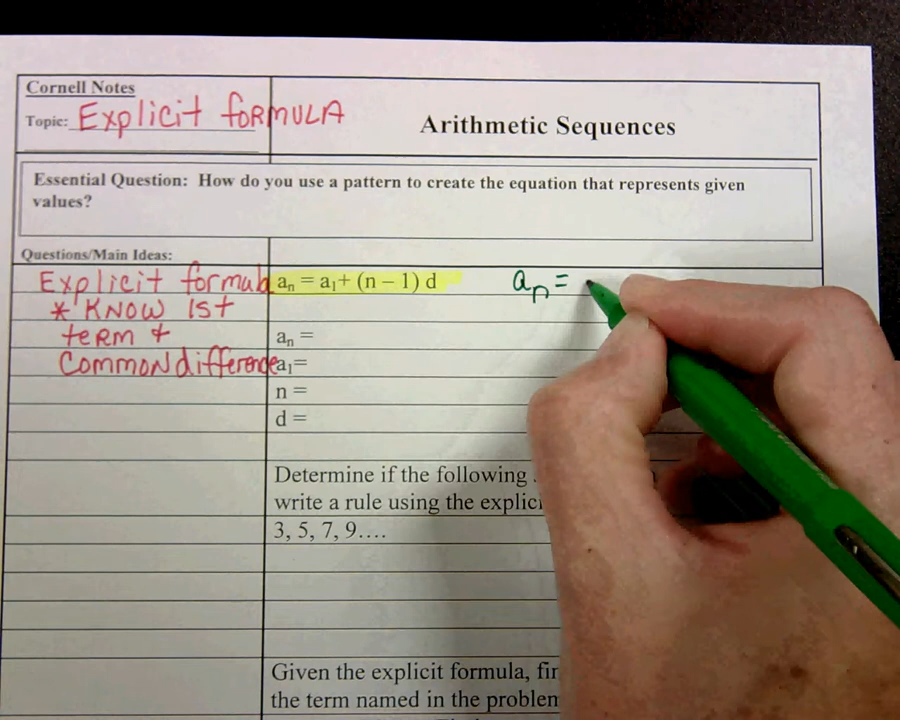 Cornell Notes
Topic: Explicit foRMULA
Arithmetic Sequences
Essential Question: How do you use a pattern to create the equation that represents given
values?
Questions/Main Ideas:
Explicit formula
* KNOW 1st
term &
Common difference
aₙ = a₁+ (n – 1) d
aₙ =
aₙ =
a₁=
n =
d =
Determine if the following
write a rule using the explici
3, 5, 7, 9….
Given the explicit formula, fin
the term named in the problem